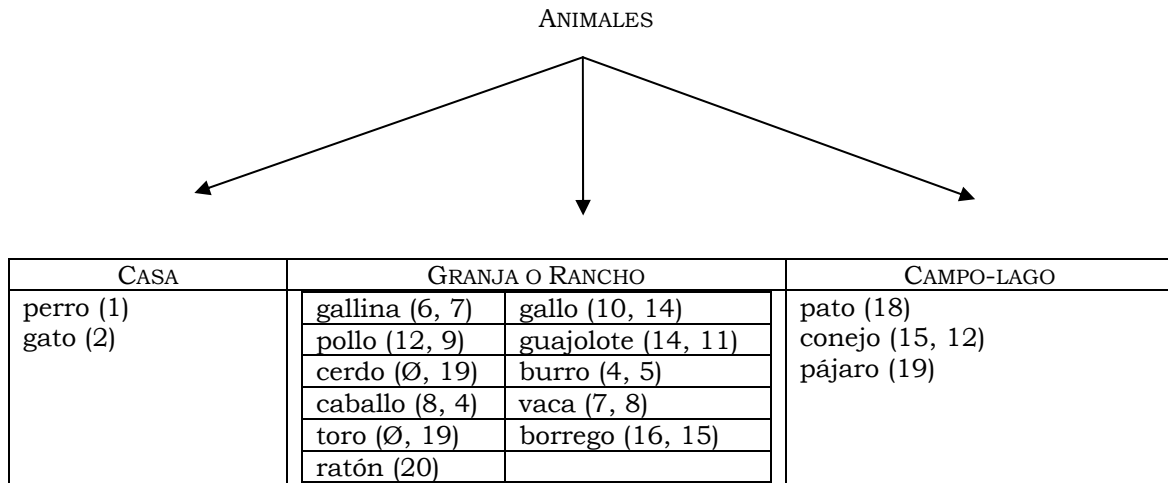 ANIMALES
CASA GRANJA O RANCHO CAMPO-LAGO
perro (1)
gato (2)
gallina (6, 7) gallo (10, 14)
pollo (12, 9) guajolote (14, 11)
cerdo (Ø, 19) burro (4, 5)
caballo (8, 4) vaca (7, 8)
toro (Ø, 19) borrego (16, 15)
ratón (20)
pato (18)
conejo (15, 12)
pájaro (19)